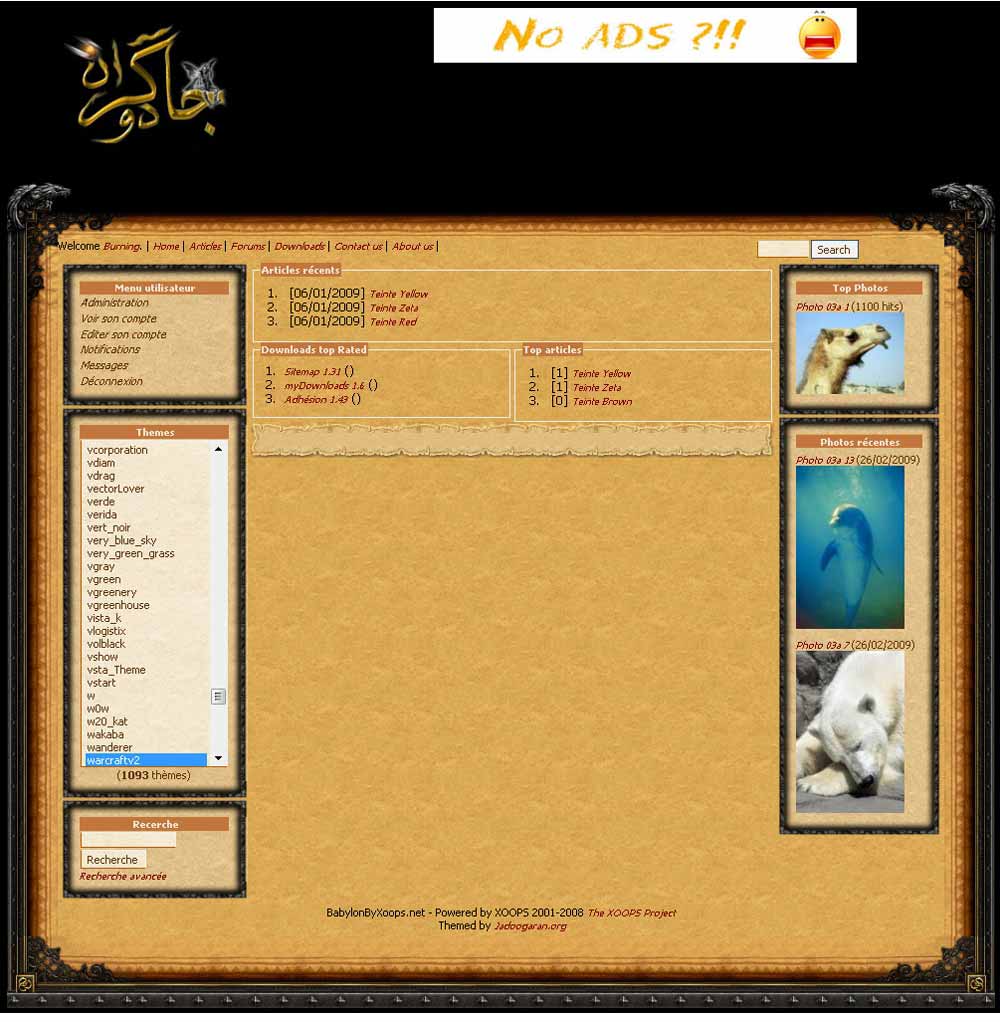 No ADS ?!!
جادوگران
Welcome Burning. | Home | Articles | Forums | Downloads | Contact us | About us |
Search
Menu utilisateur
Administration
Voir son compte
Editer son compte
Notifications
Messages
Déconnexion
Themes
vcorporation
vdiam
vdrag
vectorLover
verde
verida
vert_noir
very_blue_sky
very_green_grass
vgray
vgreen
vgreenery
vgreenhouse
vista_k
vlogistix
volblack
vshow
vsta_Theme
vstart
w
w0w
w20_kat
wakaba
wanderer
warcraftv2
(1093 thèmes)
Recerche
Recherche
Recherche avancée
Articles récents
1. [06/01/2009] Teinte Yellow
2. [06/01/2009] Teinte Zeta
3. [06/01/2009] Teinte Red
Downloads top Rated
1. Sitemap 1.31 ()
2. myDownloads 1.6 ()
3. Adhésion 1.43 ()
Top articles
1. [1] Teinte Yellow
2. [1] Teinte Zeta
3. [0] Teinte Brown
Top Photos
Photo 03a 1 (1100 hits)
Photos récentes
Photo 03a 13 (26/02/2009)
Photo 03a 7 (26/02/2009)
BabylonByXoops.net - Powered by XOOPS 2001-2008 The XOOPS Project
Themed by Jadoogaran.org